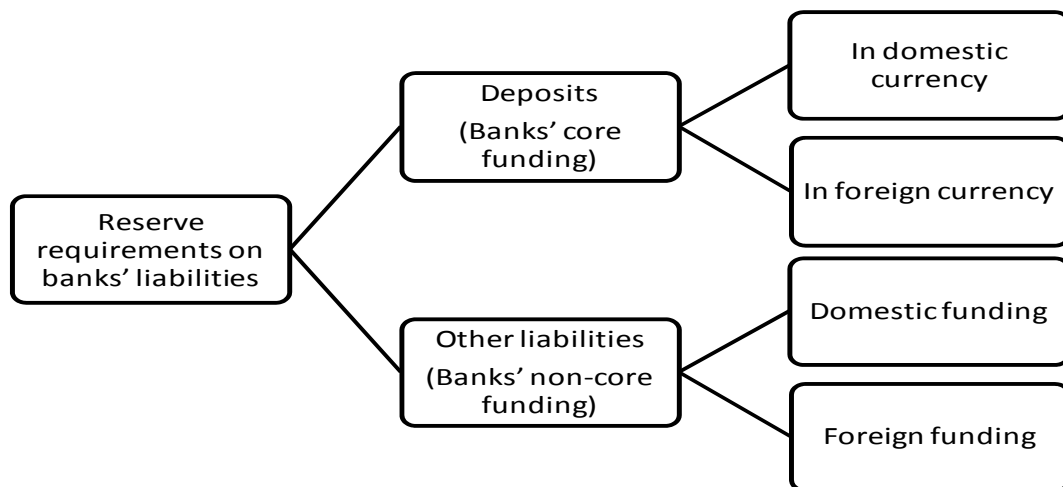 Reserve
requirements on
banks’ liabilities
Deposits
(Banks’ core
funding)
In domestic
currency
In foreign currency
Other liabilities
(Banks’ non-core
funding)
Domestic funding
Foreign funding